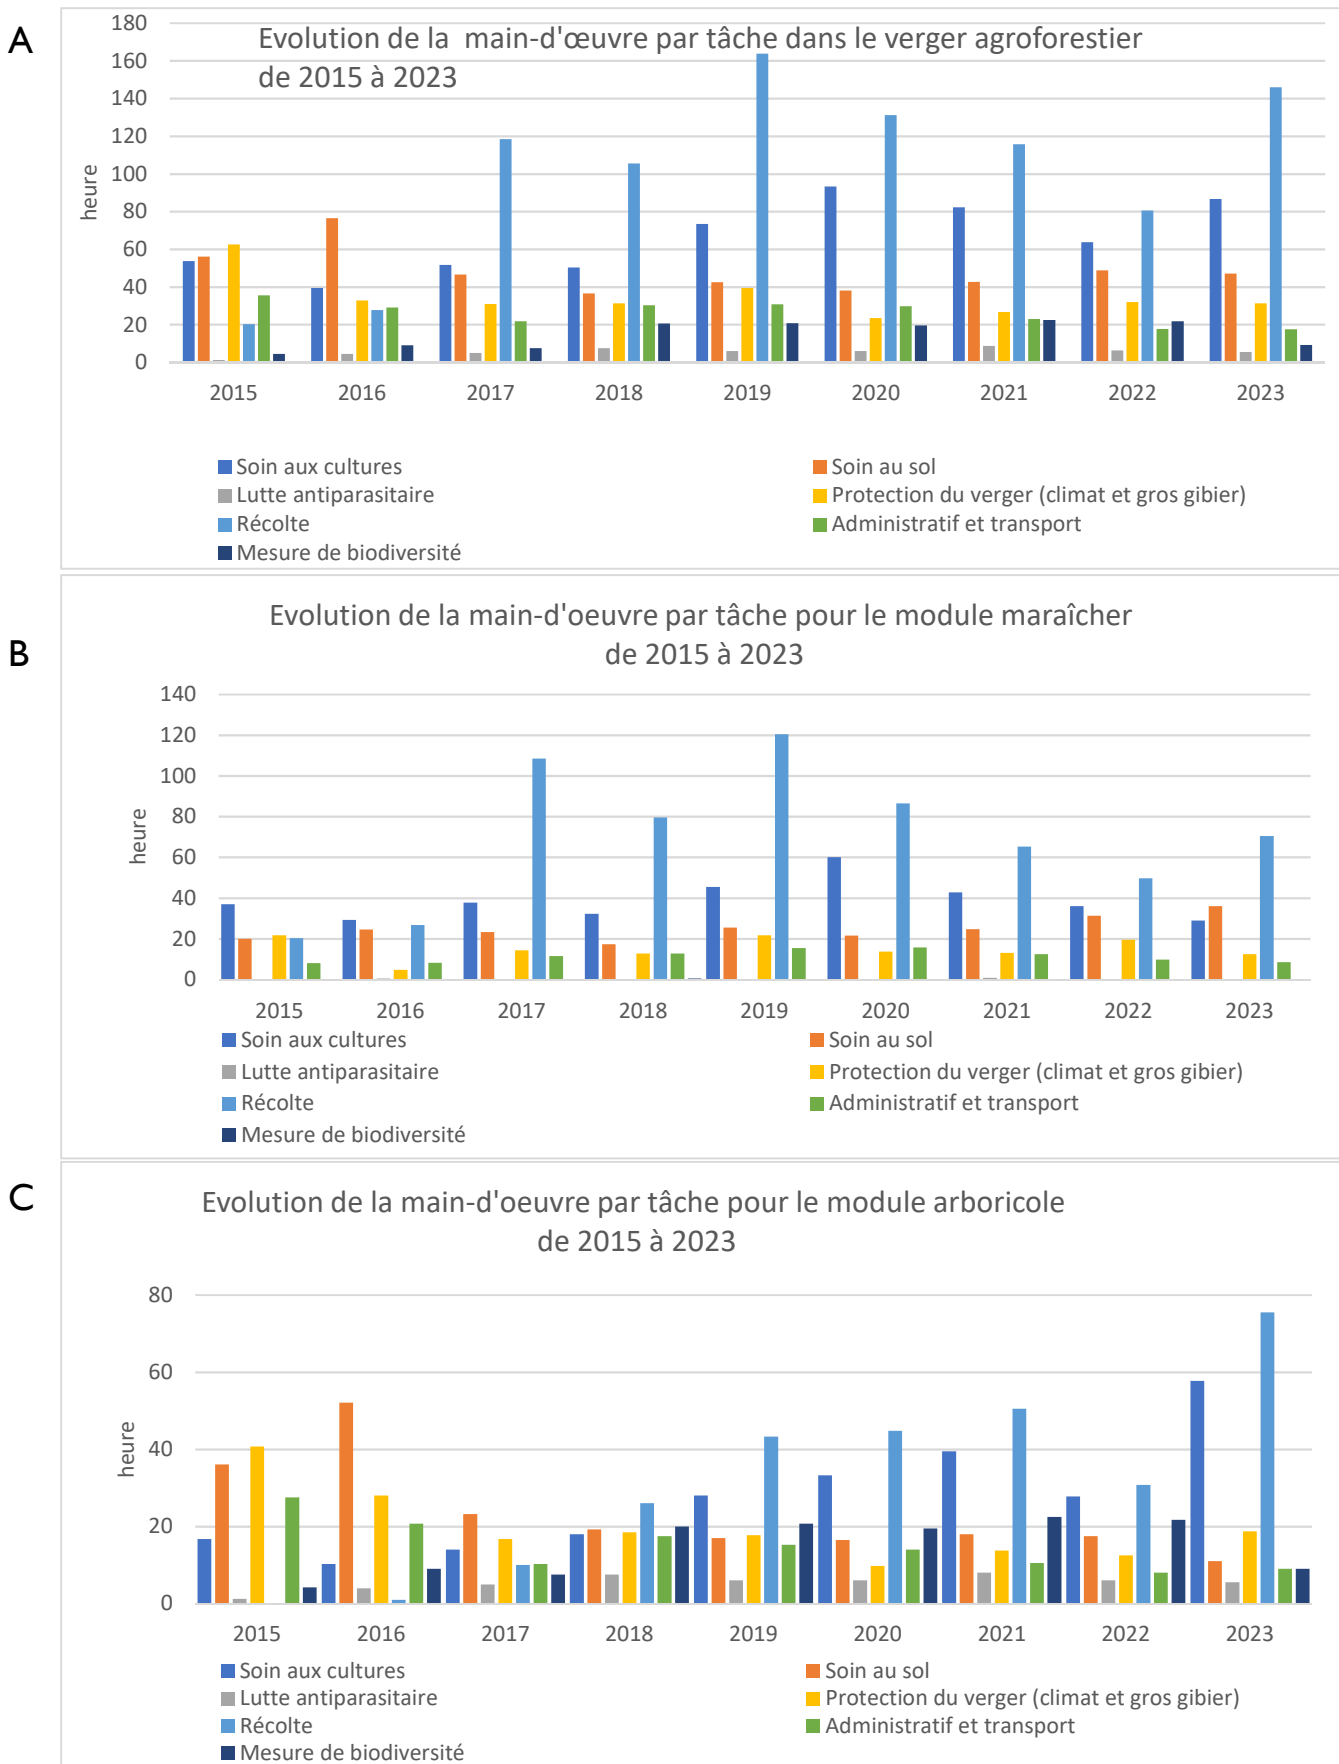 A
Evolution de la main-d'œuvre par tâche dans le verger agroforestier
de 2015 à 2023
180
160
140
120
100
80
60
40
20
0
heure
2015 2016 2017 2018 2019 2020 2021 2022 2023
Soin aux cultures Soin au sol
Lutte antiparasitaire Protection du verger (climat et gros gibier)
Récolte Administratif et transport
Mesure de biodiversité
B
Evolution de la main-d'oeuvre par tâche pour le module maraîcher
de 2015 à 2023
140
120
100
80
60
40
20
0
heure
2015 2016 2017 2018 2019 2020 2021 2022 2023
Soin aux cultures Soin au sol
Lutte antiparasitaire Protection du verger (climat et gros gibier)
Récolte Administratif et transport
Mesure de biodiversité
C
Evolution de la main-d'oeuvre par tâche pour le module arboricole
de 2015 à 2023
80
60
40
20
0
heure
2015 2016 2017 2018 2019 2020 2021 2022 2023
Soin aux cultures Soin au sol
Lutte antiparasitaire Protection du verger (climat et gros gibier)
Récolte Administratif et transport
Mesure de biodiversité